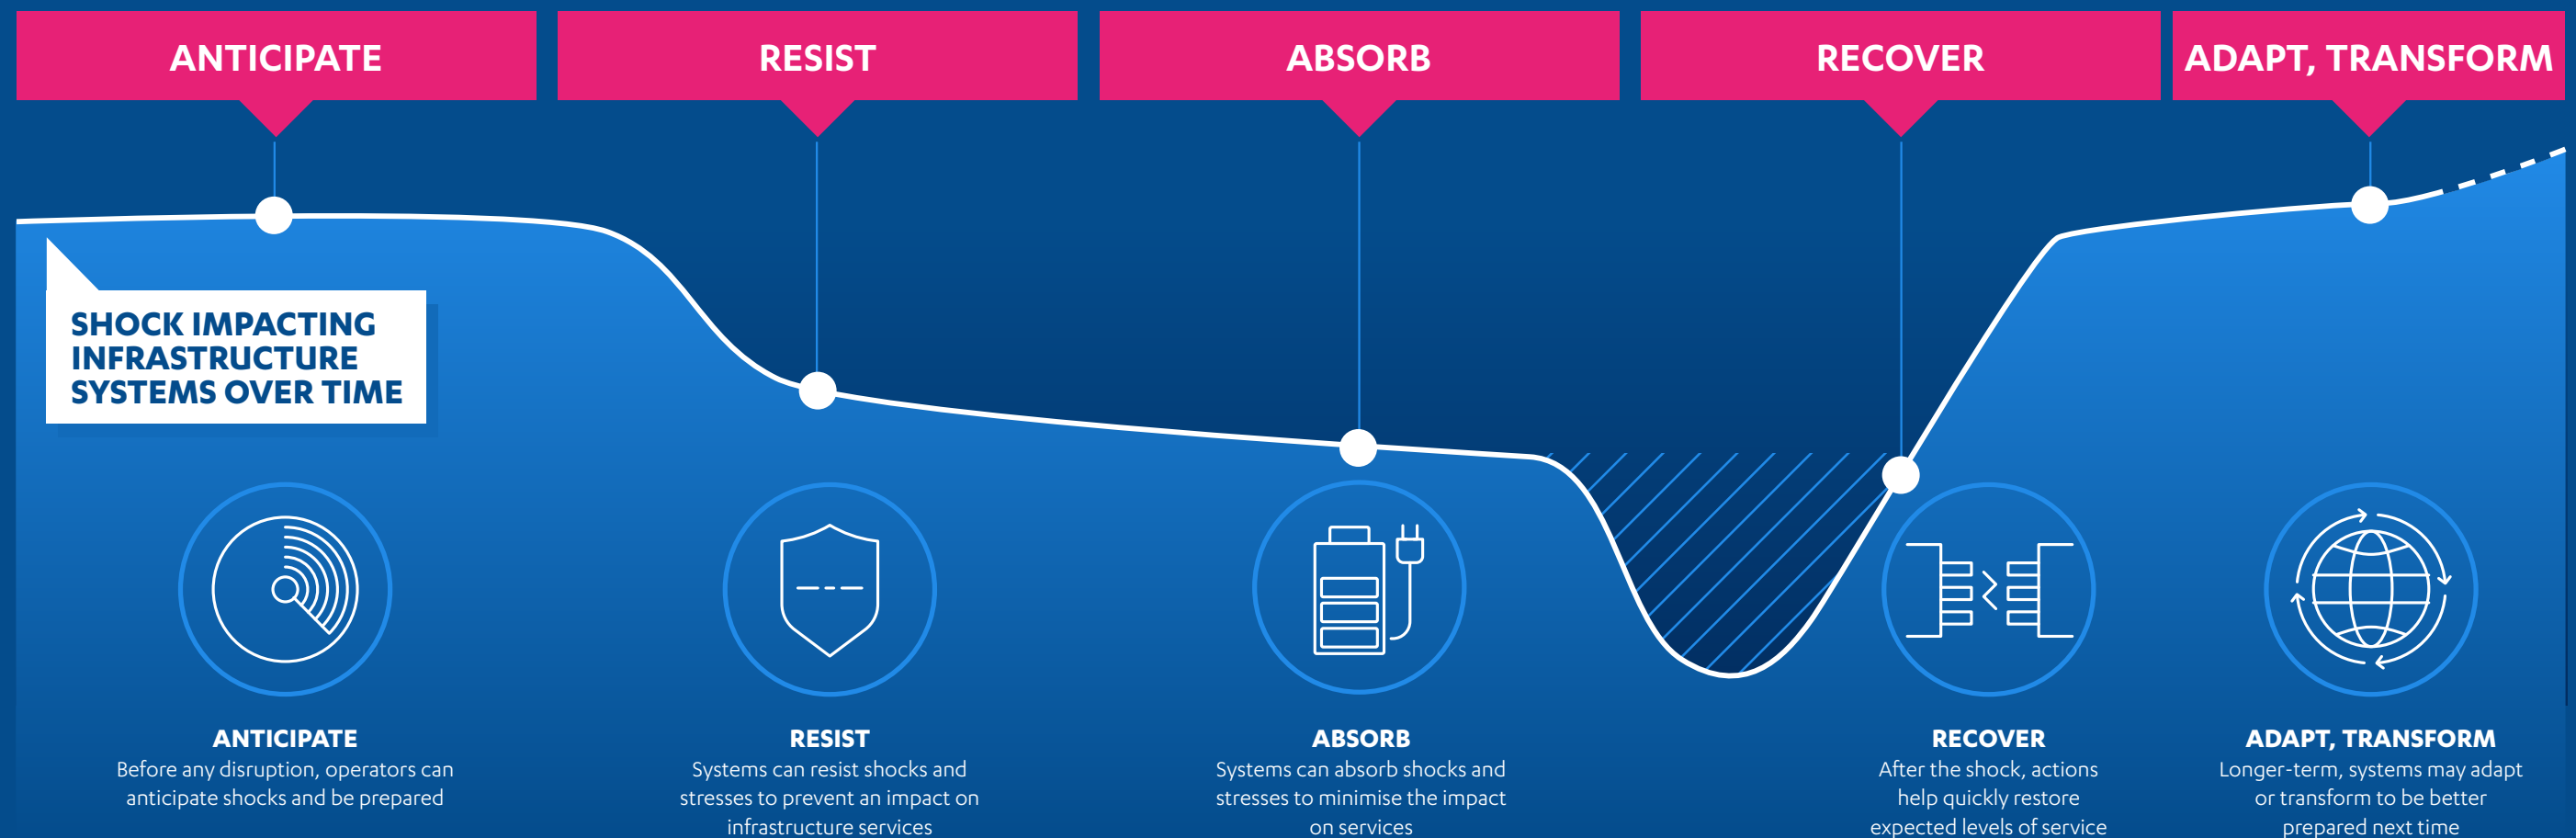 ANTICIPATE
RESIST
ABSORB
RECOVER
ADAPT, TRANSFORM
SHOCK IMPACTING
INFRASTRUCTURE
SYSTEMS OVER TIME
ANTICIPATE
Before any disruption, operators can
anticipate shocks and be prepared
RESIST
Systems can resist shocks and
stresses to prevent an impact on
infrastructure services
ABSORB
Systems can absorb shocks and
stresses to minimise the impact
on services
RECOVER
After the shock, actions
help quickly restore
expected levels of service
ADAPT, TRANSFORM
Longer-term, systems may adapt
or transform to be better
prepared next time